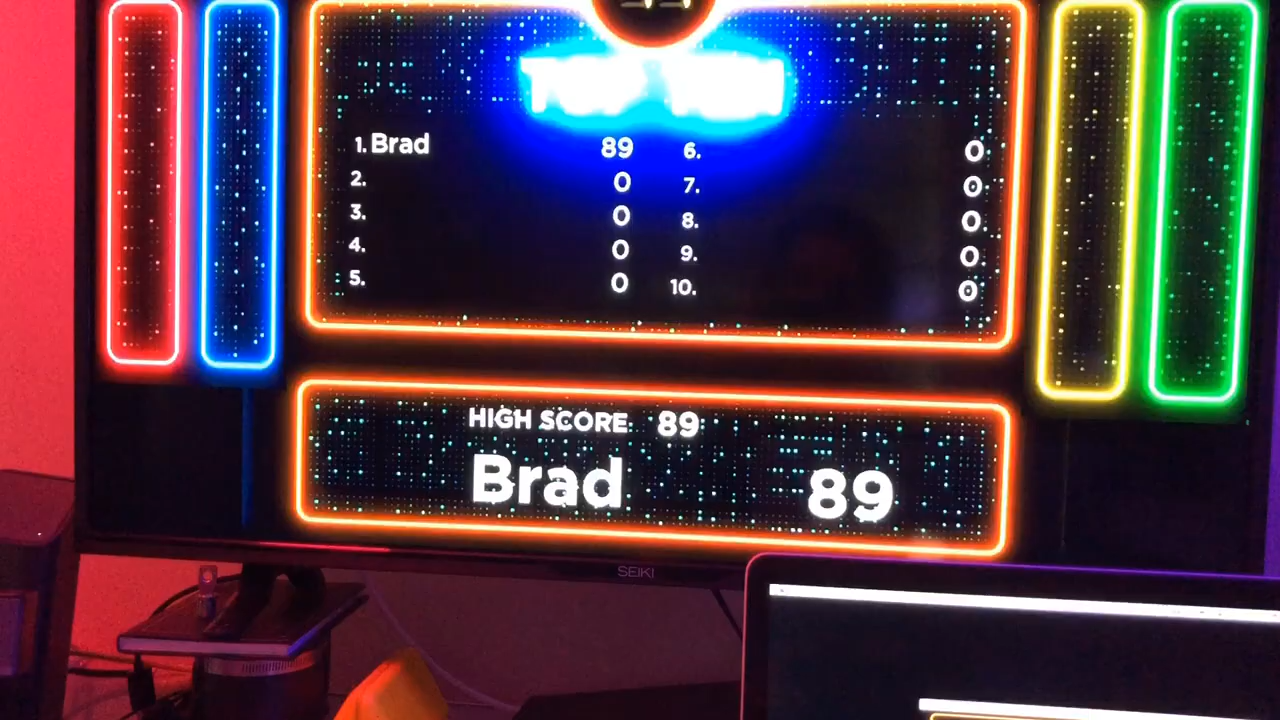 1. Brad 89 6. 0
2. 0 7. 0
3. 0 8. 0
4. 0 9. 0
5. 0 10. 0
HIGH SCORE: 89
Brad 89
SEIKI